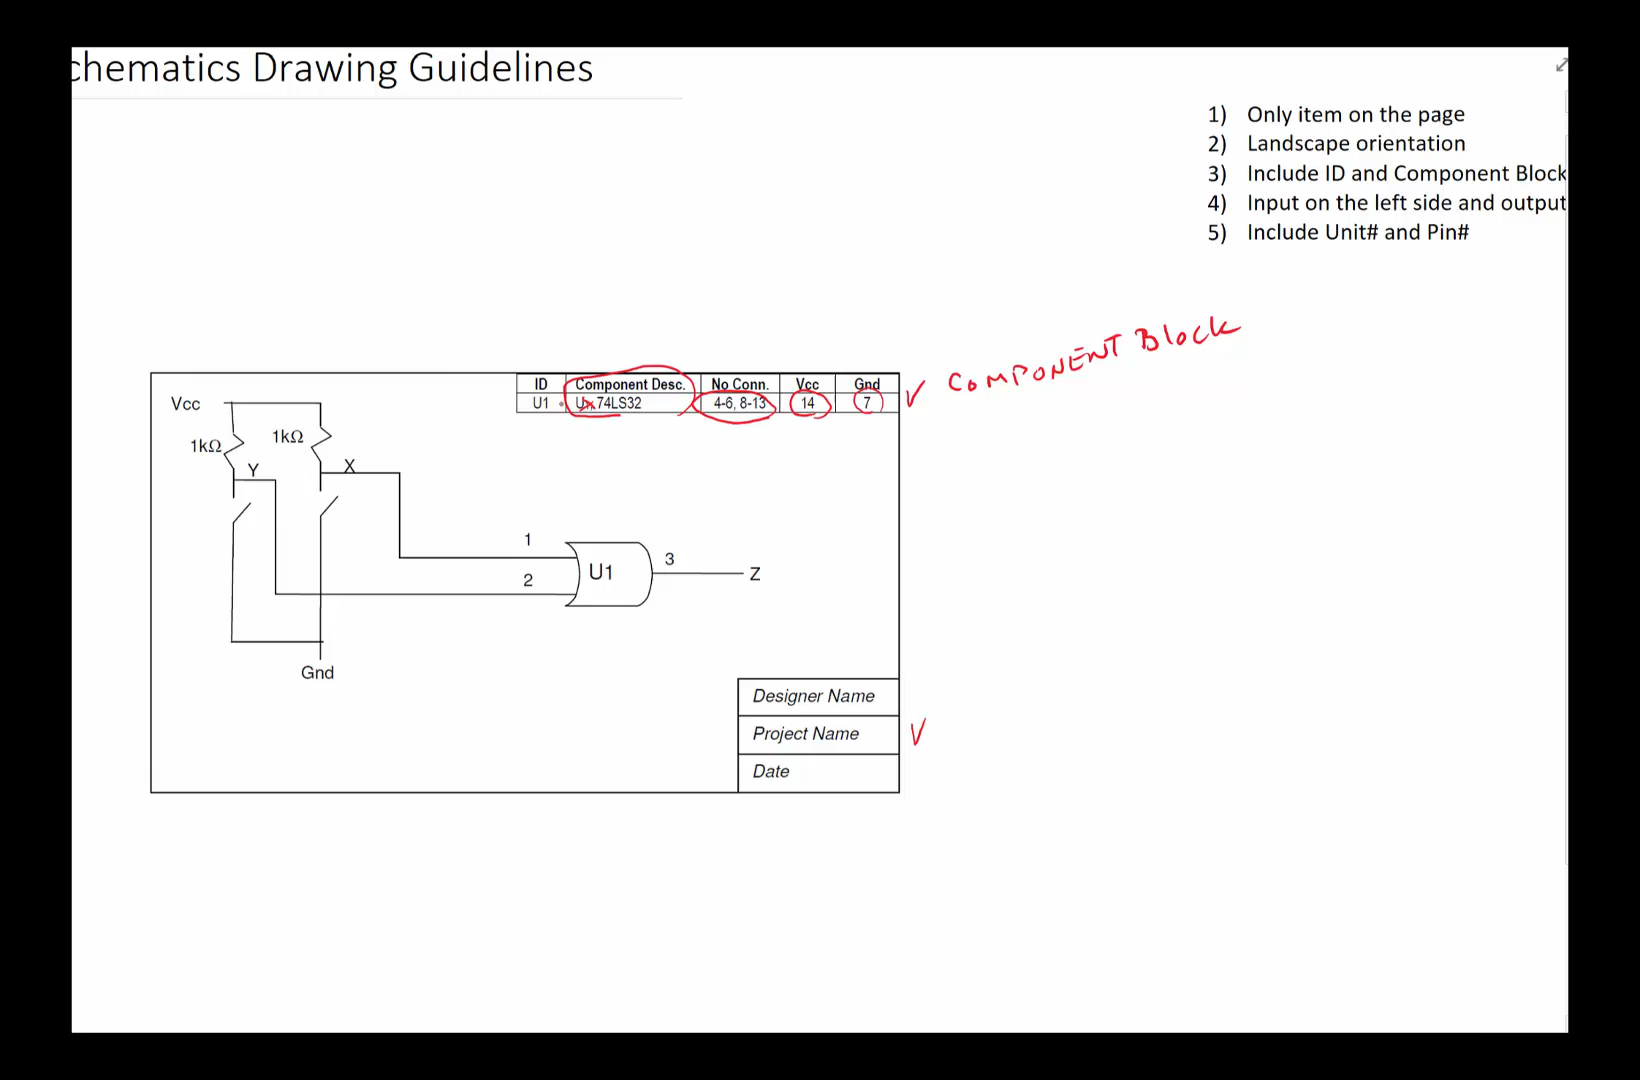 chematics Drawing Guidelines
1) Only item on the page
2) Landscape orientation
3) Include ID and Component Block
4) Input on the left side and output
5) Include Unit# and Pin#
COMPONENT Block
ID Component Desc. No Conn. Vcc Gnd
U1 74LS32 4-6, 8-13 14 7
Vcc
1kΩ 1kΩ
Y X
1
2
U1
3
Z
Gnd
Designer Name
Project Name
Date